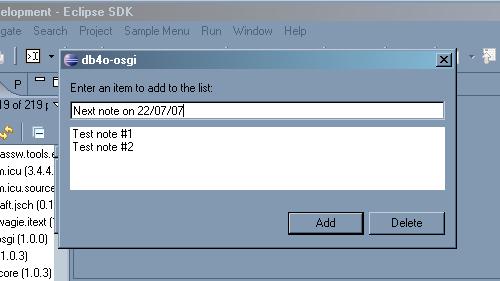 elopment - Eclipse SDK
gate Search Project Sample Menu Run Window Help
db4o-osgi
P
Enter an item to add to the list:
19 of 219 p
Next note on 22/07/07
Test note #1
Test note #2
assw.tools.e
m.icu (3.4.4.
m.icu.source
aft.jsch (0.1
wagie.itext (
osgi (1.0.0)
1.0.3)
core (1.0.3)
Add Delete